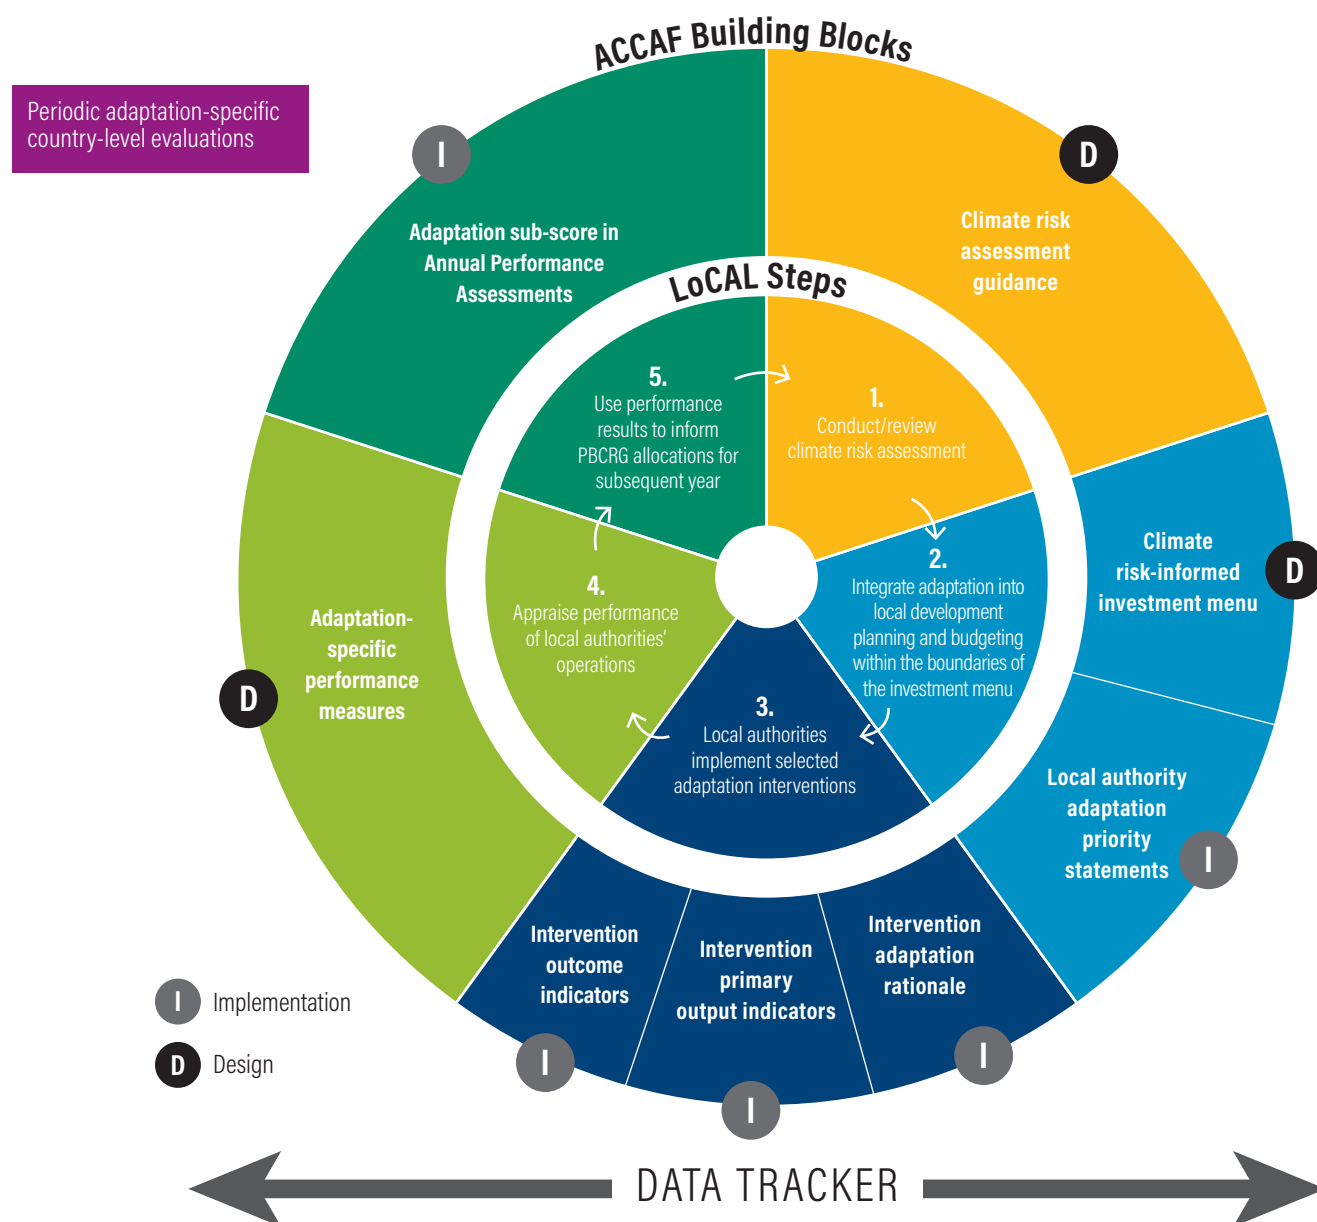 ACCAF Building Blocks
Periodic adaptation-specific
country-level evaluations
I
D
Adaptation sub-score in
Annual Performance
Assessments
Climate risk
assessment
guidance
LoCAL Steps
5.
Use performance
results to inform
PBCRG allocations for
subsequent year
1.
Conduct/review
climate risk assessment
Climate
risk-informed
investment menu
D
2.
Integrate adaptation into
local development
planning and budgeting
within the boundaries of
the investment menu
4.
Appraise performance
of local authorities'
operations
Adaptation-
specific
performance
measures
D
3.
Local authorities
implement selected
adaptation interventions
Local authority
adaptation
priority
statements
I
Intervention
outcome
indicators
I
Intervention
primary
output indicators
I
Intervention
adaptation
rationale
I
I Implementation
D Design
DATA TRACKER